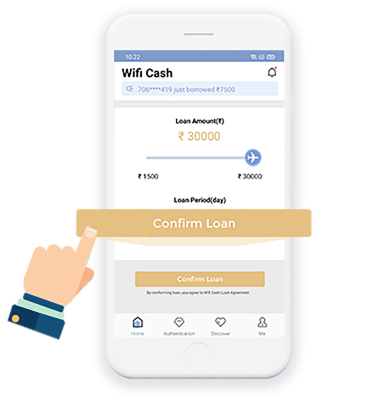 10:22
Wifi Cash
706****419 just borrowed ₹7500
Loan Amount(₹)
₹ 30000
₹ 1500 ₹ 30000
Loan Period(day)
Confirm Loan
Confirm Loan
By conforming loan, you agree to Wifi Cash Loan Agreement
Home Authentication Discover Me